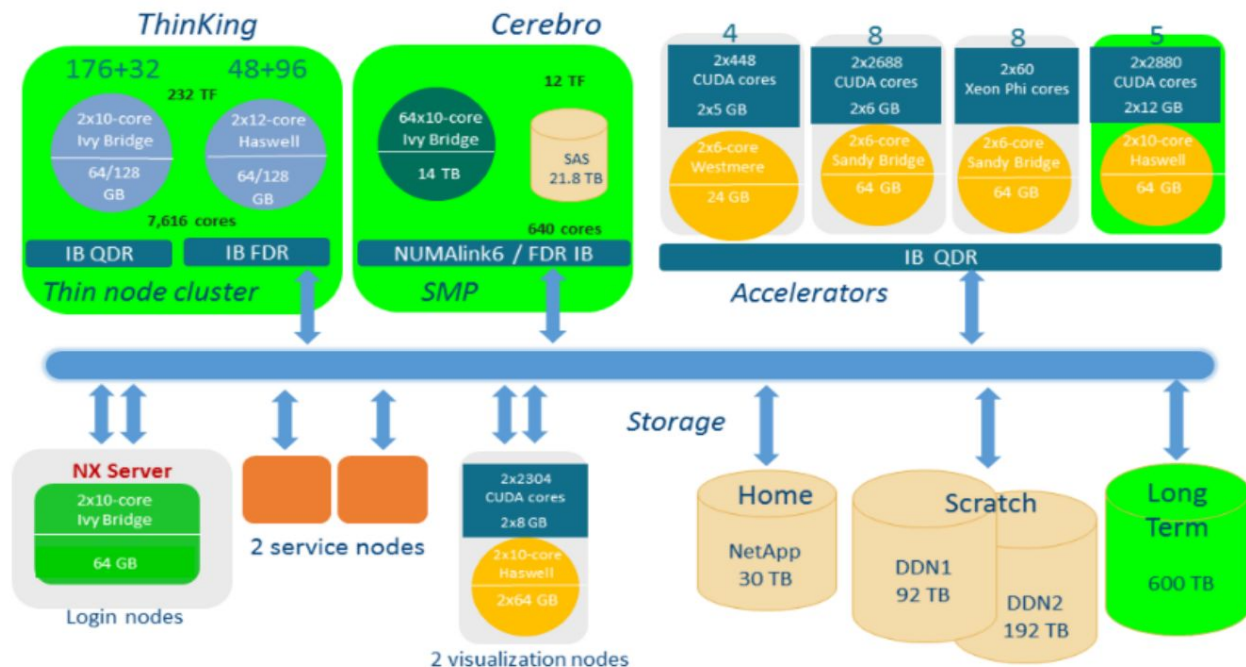 ThinKing
176+32
48+96
232 TF
2x10-core
Ivy Bridge
64/128
GB
2x12-core
Haswell
64/128
GB
7,616 cores
IB QDR
IB FDR
Thin node cluster
Cerebro
12 TF
64x10-core
Ivy Bridge
14 TB
SAS
21.8 TB
640 cores
NUMAlink6 / FDR IB
SMP
4
2x448
CUDA cores
2x5 GB
2x6-core
Westmere
24 GB
8
2x2688
CUDA cores
2x6 GB
2x6-core
Sandy Bridge
64 GB
8
2x60
Xeon Phi cores
2x6-core
Sandy Bridge
64 GB
5
2x2880
CUDA cores
2x12 GB
2x10-core
Haswell
64 GB
IB QDR
Accelerators
NX Server
2x10-core
Ivy Bridge
64 GB
Login nodes
2 service nodes
2x2304
CUDA cores
2x8 GB
2x10-core
Haswell
2x64 GB
2 visualization nodes
Storage
Home
NetApp
30 TB
Scratch
DDN1
92 TB
DDN2
192 TB
Long
Term
600 TB